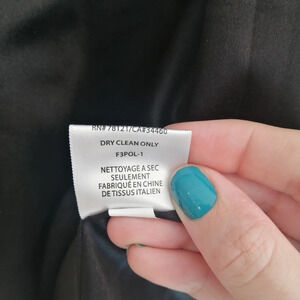 RN# 78121/CA#34460
DRY CLEAN ONLY
F3POL-1
NETTOYAGE A SEC
SEULEMENT
FABRIQUÉ EN CHINE
DE TISSUS ITALIEN